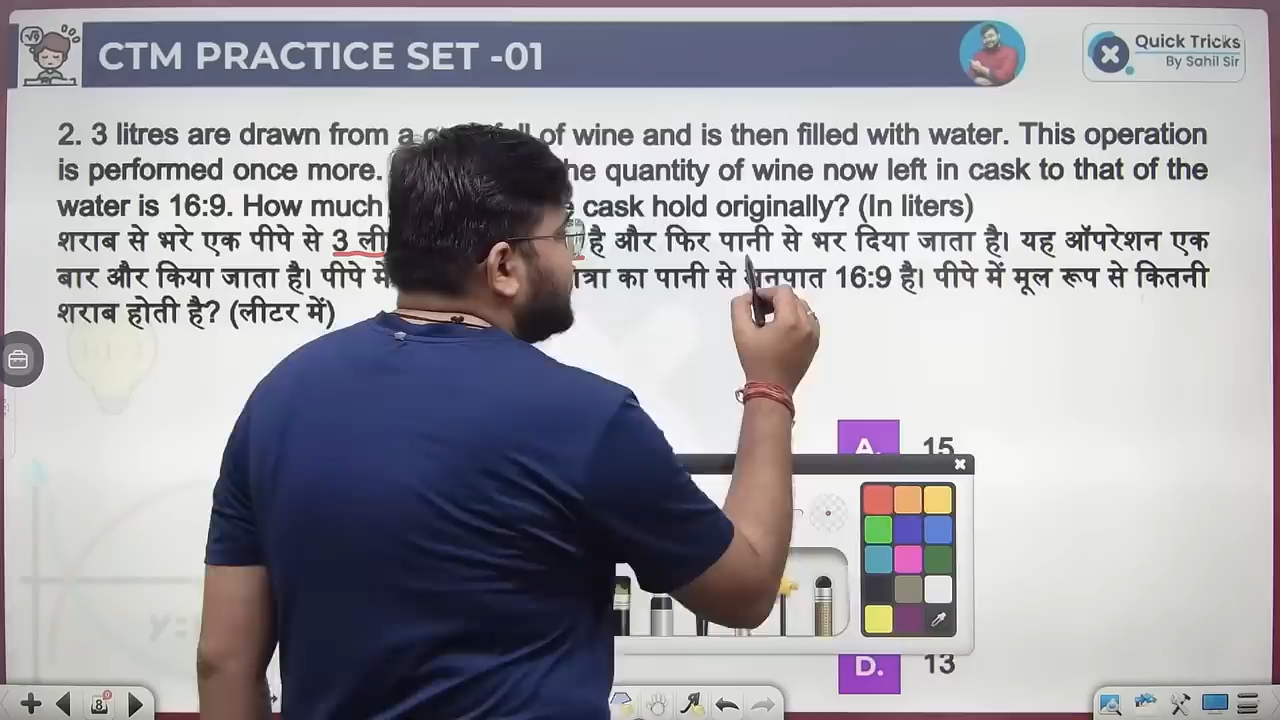 CTM PRACTICE SET -01
Quick Tricks
By Sahil Sir
2. 3 litres are drawn from a full of wine and is then filled with water. This operation
is performed once more. the quantity of wine now left in cask to that of the
water is 16:9. How much cask hold originally? (In liters)
शराब से भरे एक पीपे से 3 है और फिर पानी से भर दिया जाता है। यह ऑपरेशन एक
बार और किया जाता है। पीपे में का पानी से अनुपात 16:9 है। पीपे में मूल रूप से कितनी
शराब होती है? (लीटर में)
A. 15
D. 13
8